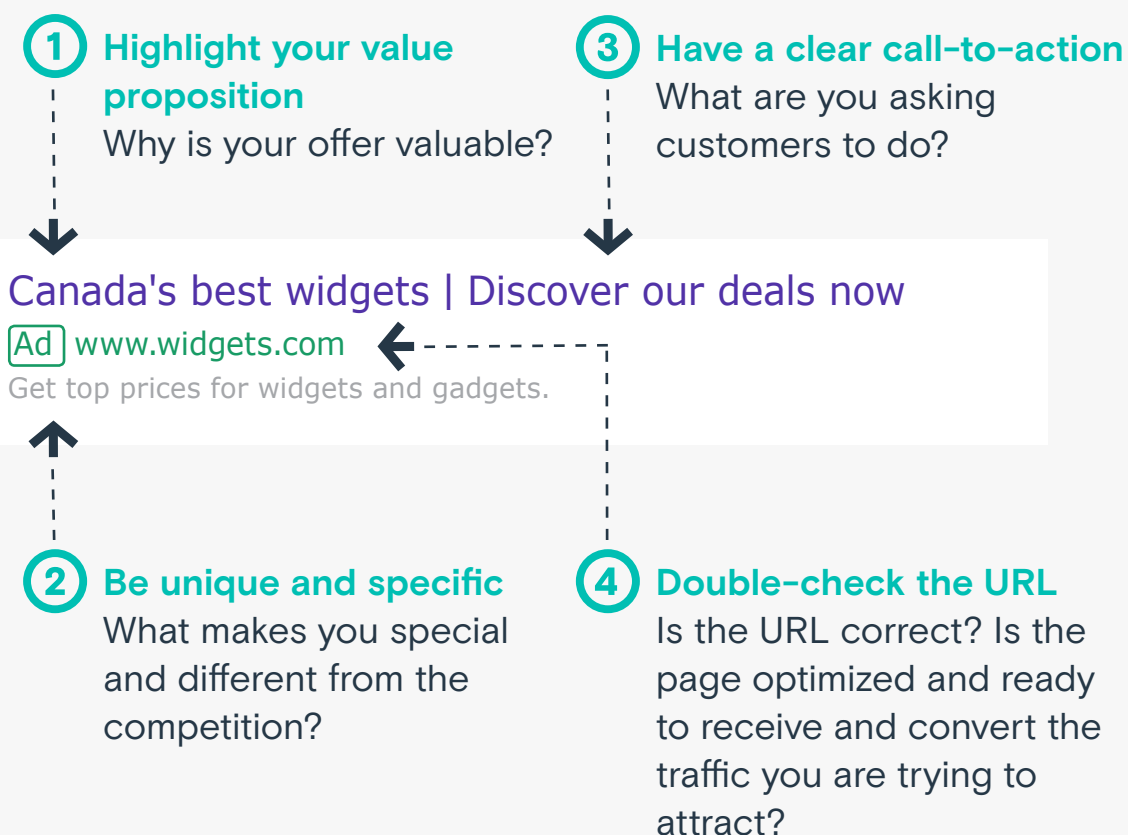 1 Highlight your value
proposition
Why is your offer valuable?
3 Have a clear call-to-action
What are you asking
customers to do?
Canada's best widgets | Discover our deals now
Ad www.widgets.com
Get top prices for widgets and gadgets.
2 Be unique and specific
What makes you special
and different from the
competition?
4 Double-check the URL
Is the URL correct? Is the
page optimized and ready
to receive and convert the
traffic you are trying to
attract?